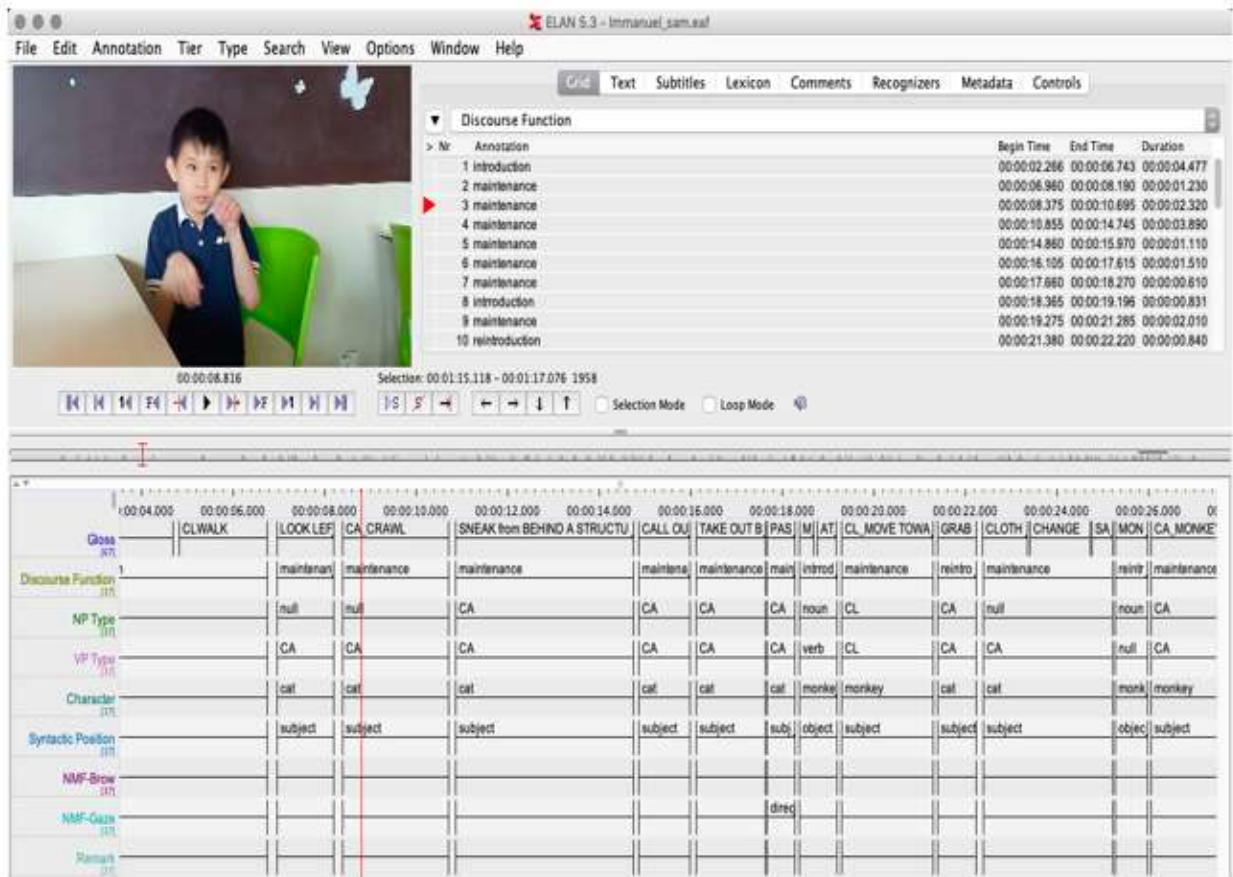 ELAN 5.3 - Immanuel_sam.eaf
File Edit Annotation Tier Type Search View Options Window Help
Grid Text Subtitles Lexicon Comments Recognizers Metadata Controls
▼ Discourse Function
> Nr Annotation Begin Time End Time Duration
1 introduction 00:00:02.266 00:00:06.743 00:00:04.477
2 maintenance 00:00:06.960 00:00:08.190 00:00:01.230
3 maintenance 00:00:08.375 00:00:10.695 00:00:02.320
4 maintenance 00:00:10.855 00:00:14.745 00:00:03.890
5 maintenance 00:00:14.860 00:00:15.970 00:00:01.110
6 maintenance 00:00:16.105 00:00:17.615 00:00:01.510
7 maintenance 00:00:17.660 00:00:18.270 00:00:00.610
8 intrroduction 00:00:18.365 00:00:19.196 00:00:00.831
9 maintenance 00:00:19.275 00:00:21.285 00:00:02.010
10 reintroduction 00:00:21.380 00:00:22.220 00:00:00.840
00:00:08.816 Selection: 00:01:15.118 - 00:01:17.076 1958
Selection Mode Loop Mode
00:04.000 00:00:06.000 00:00:08.000 00:00:10.000 00:00:12.000 00:00:14.000 00:00:16.000 00:00:18.000 00:00:20.000 00:00:22.000 00:00:24.000 00:00:26.000
Gloss CLWALK LOOK LEF CA_CRAWL SNEAK from BEHIND A STRUCTU CALL OU TAKE OUT B PAS M AT CL_MOVE TOWA GRAB CLOTH CHANGE SA MON CA_MONKE
[67]
Discourse Function maintenan maintenance maintenance maintena maintenance main introd maintenance reintro maintenance reintr maintenance
[37]
NP Type null null CA CA CA CA noun CL CA null noun CA
[37]
VP Type CA CA CA CA CA CA verb CL CA CA null CA
[37]
Character cat cat cat cat cat cat monke monkey cat cat monk monkey
[37]
Syntactic Position subject subject subject subject subject subj object subject subject subject objec subject
[37]
NMF-Brow
[37]
NMF-Gaze direc
[37]
Remark
[37]